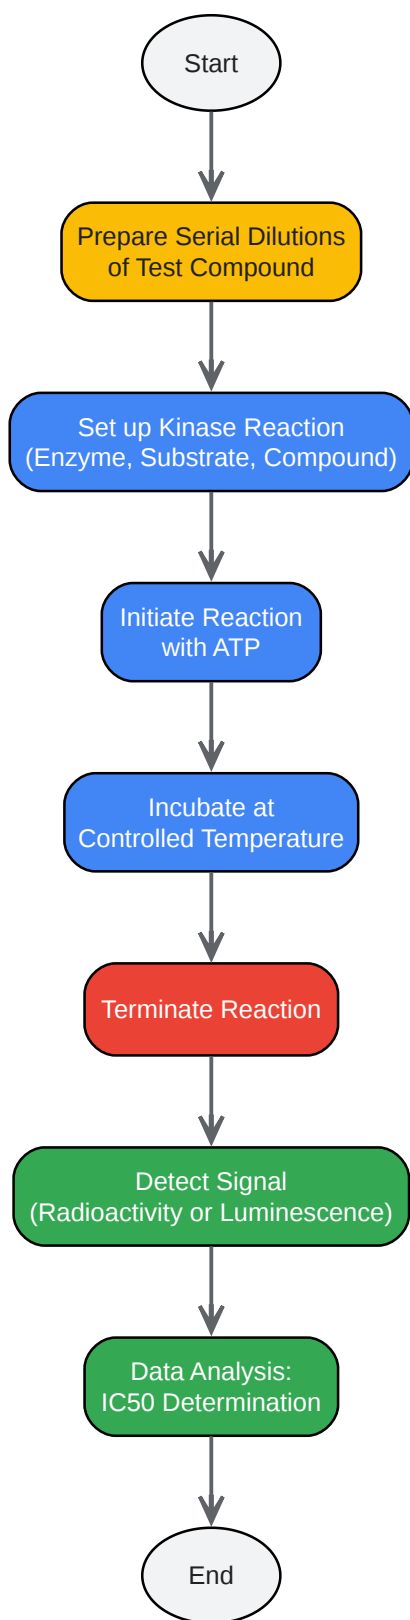 Start
Prepare Serial Dilutions
of Test Compound
Set up Kinase Reaction
(Enzyme, Substrate, Compound)
Initiate Reaction
with ATP
Incubate at
Controlled Temperature
Terminate Reaction
Detect Signal
(Radioactivity or Luminescence)
Data Analysis:
IC50 Determination
End